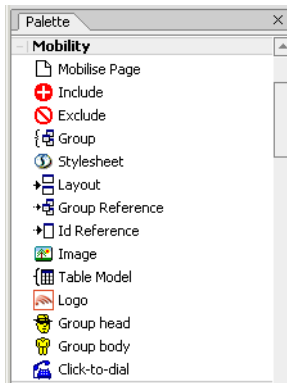 Palette
Mobility
Mobilise Page
Include
Exclude
Group
Stylesheet
Layout
Group Reference
Id Reference
Image
Table Model
Logo
Group head
Group body
Click-to-dial